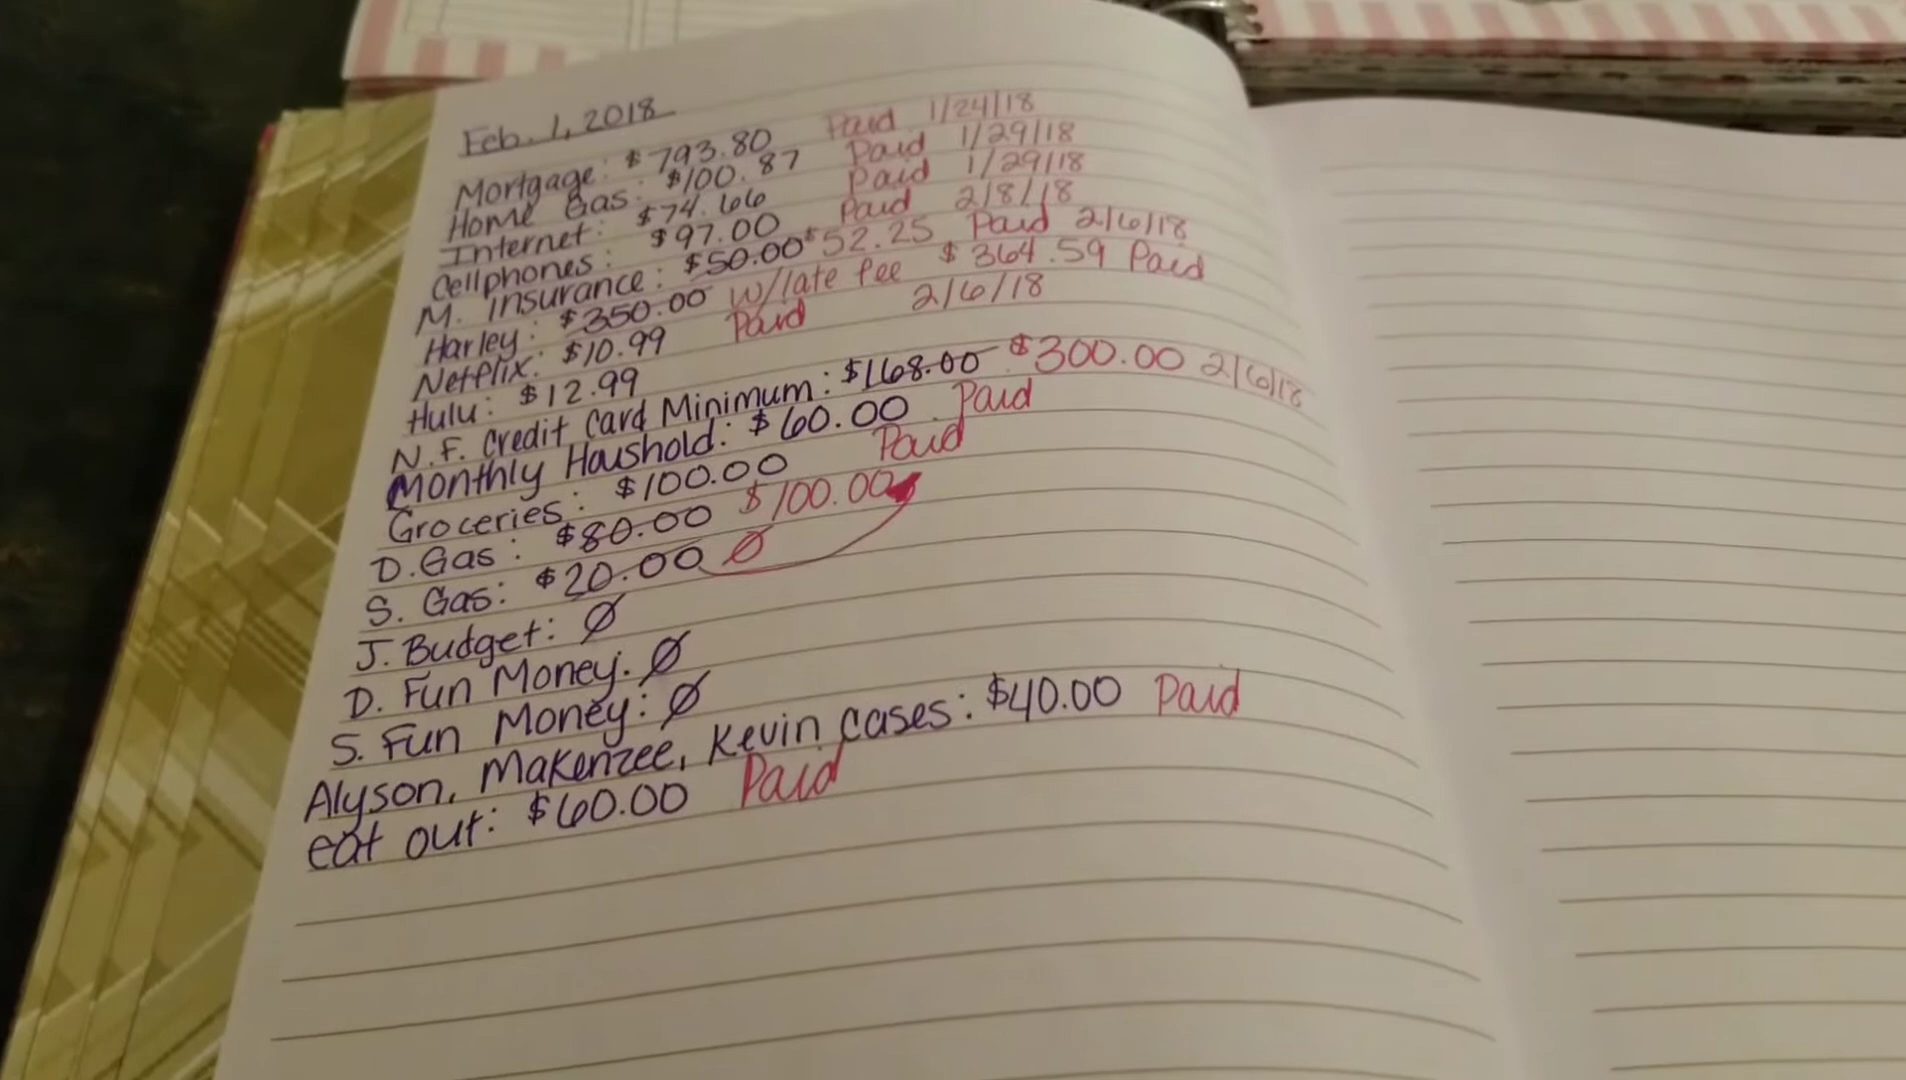 Feb. 1, 2018
Mortgage: $793.80 Paid 1/24/18
Home Gas: $100.87 Paid 1/29/18
Internet: $74.66 Paid 1/29/18
Cellphones: $97.00 Paid 2/8/18
M. Insurance: $50.00 $52.25 Paid 2/6/18
Harley: $350.00 w/late fee $364.59 Paid
Netflix: $10.99 Paid 2/6/18
Hulu: $12.99
N.F. Credit Card Minimum: $168.00 $300.00 2/6/18
Monthly Haushold: $60.00 Paid
Groceries: $100.00 Paid
D. Gas: $80.00 $100.00
S. Gas: $20.00 Ø
J. Budget: Ø
D. Fun Money: Ø
S. Fun Money: Ø
Alyson, Makenzee, Kevin cases: $40.00 Paid
eat out: $60.00 Paid